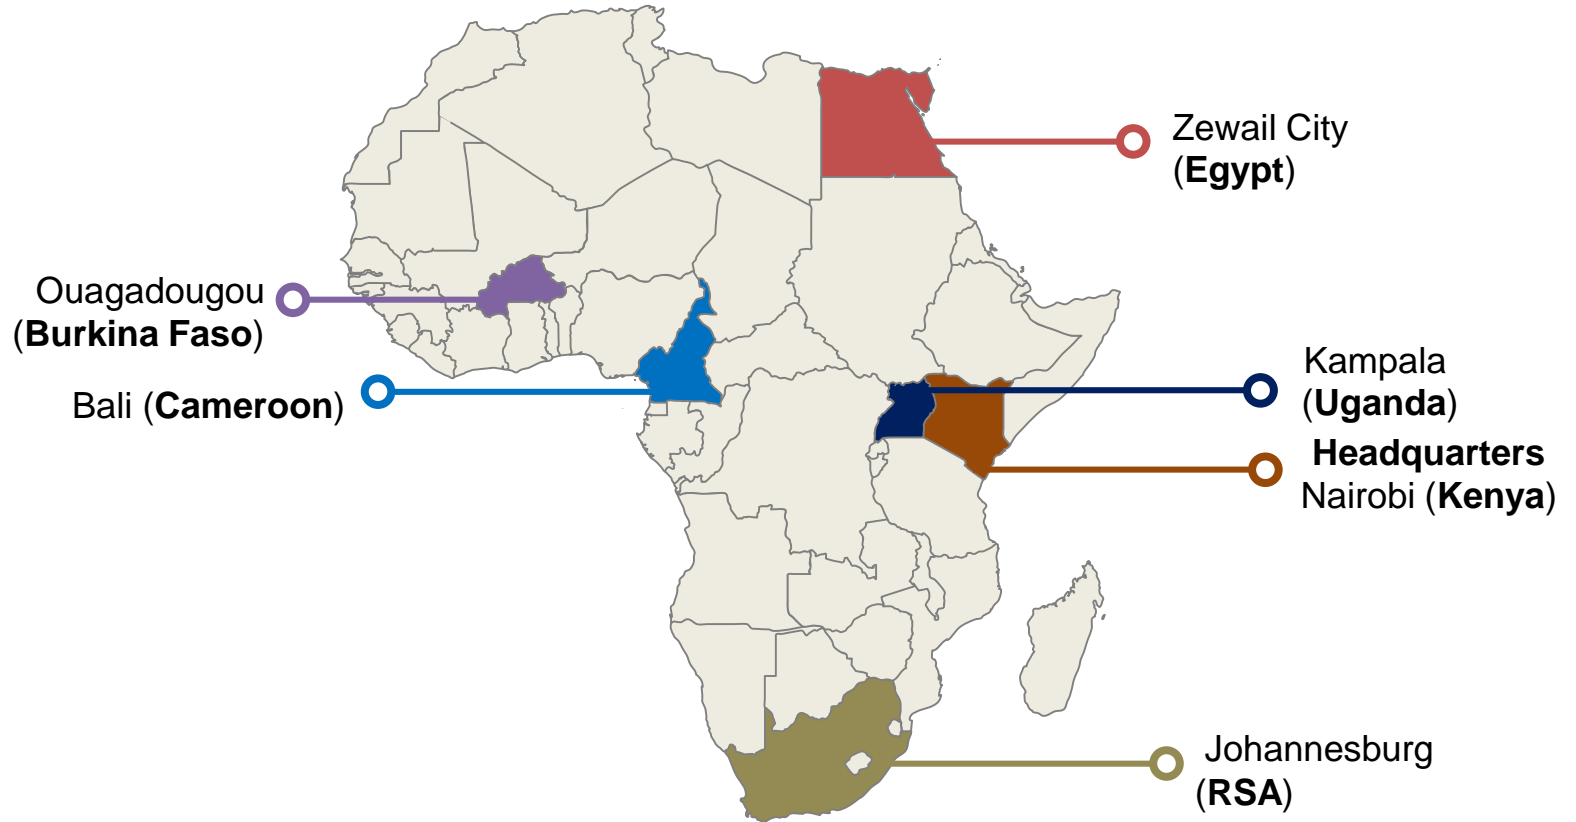 Zewail City
(Egypt)
Ouagadougou
(Burkina Faso)
Bali (Cameroon)
Kampala
(Uganda)
Headquarters
Nairobi (Kenya)
Johannesburg
(RSA)